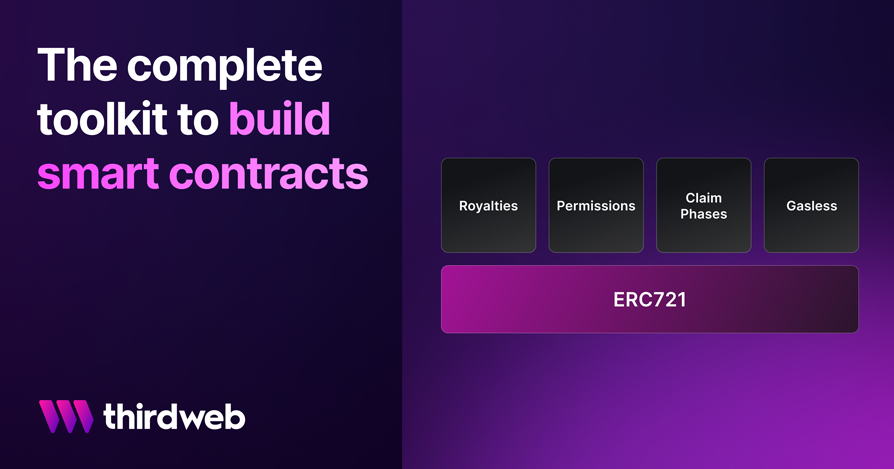 The complete
toolkit to build
smart contracts
Royalties
Permissions
Claim
Phases
Gasless
ERC721
thirdweb